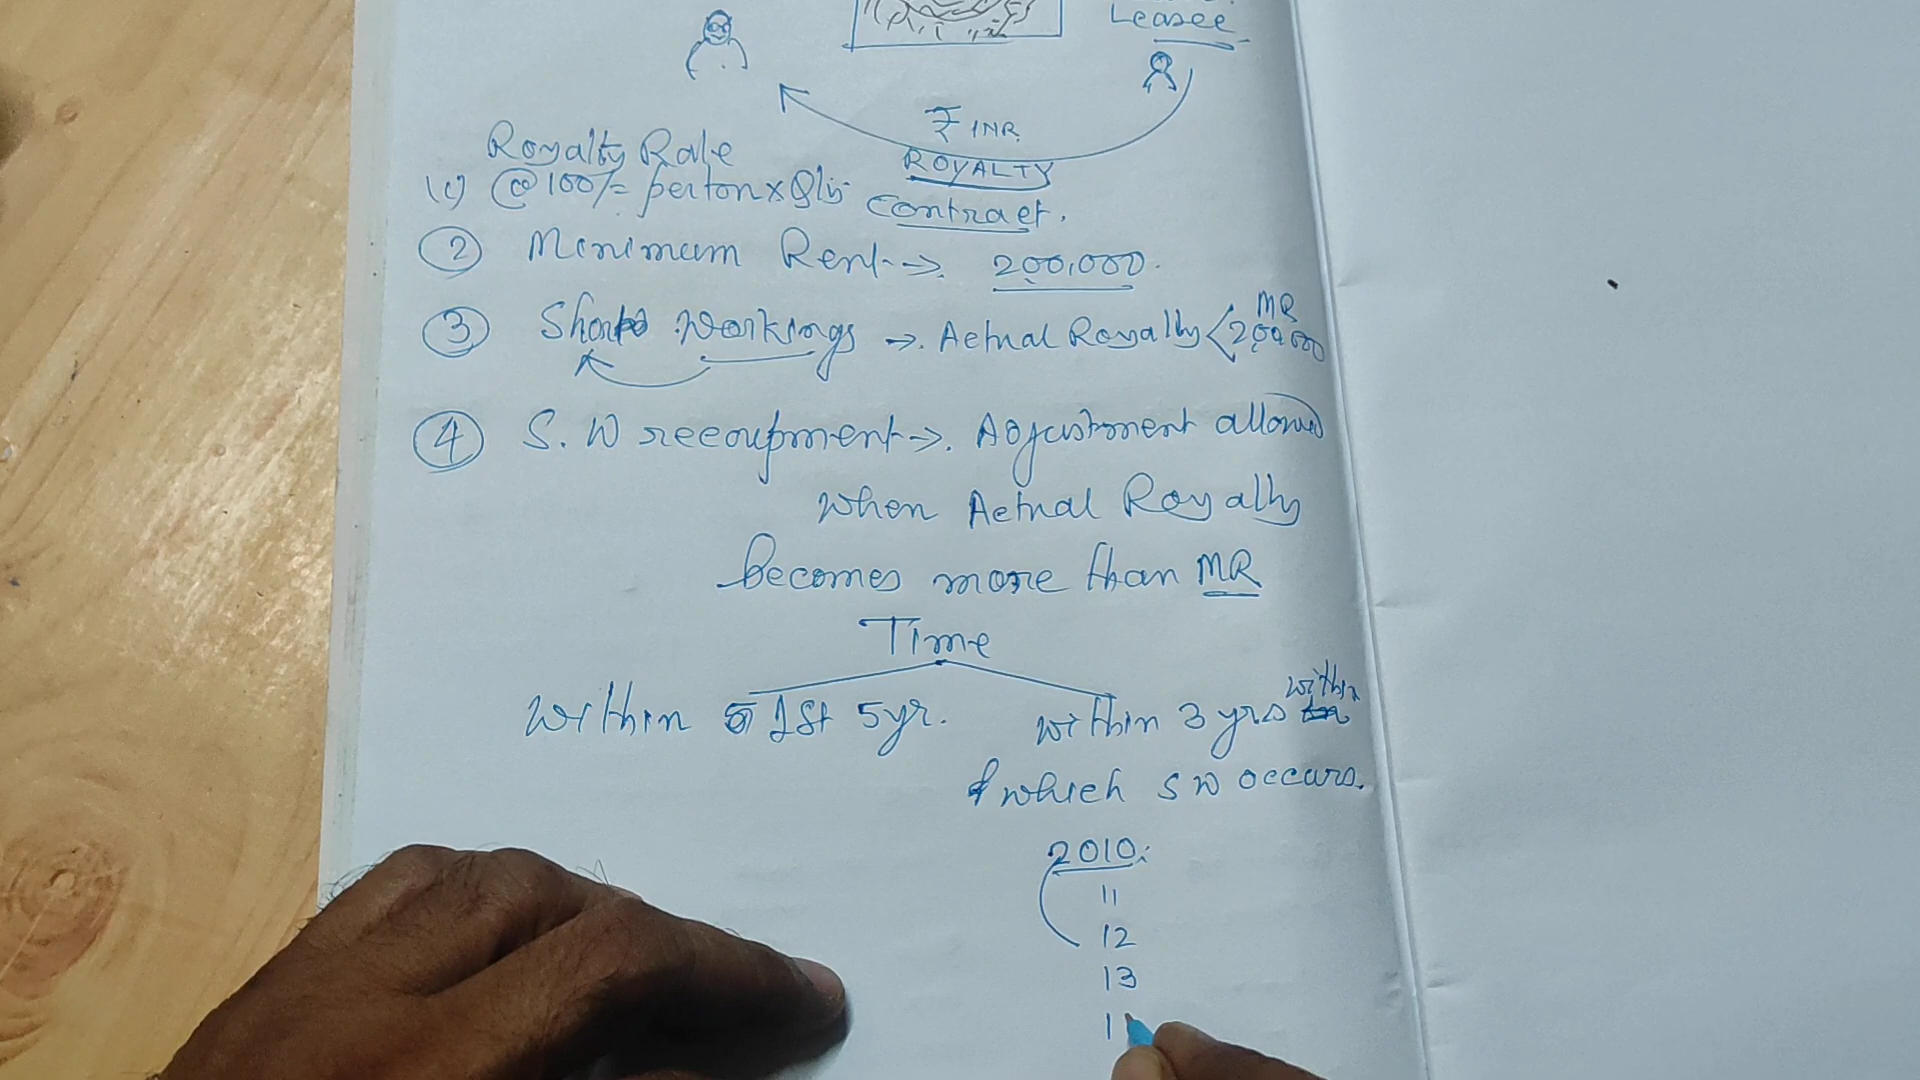 Leasee
₹ INR
ROYALTY
Contract.
Royalty Rate
(1) @ 100/= per ton x Qty
② Minimum Rent → 200,000
③ Short Workings → Actual Royalty < 200,000
MR
④ S.W recoupment → Adjustment allowed
when Actual Royalty
becomes more than MR
Time
within 1st 5yr.
within 3 yrs within
which SW occurs.
2010
11
12
13
1